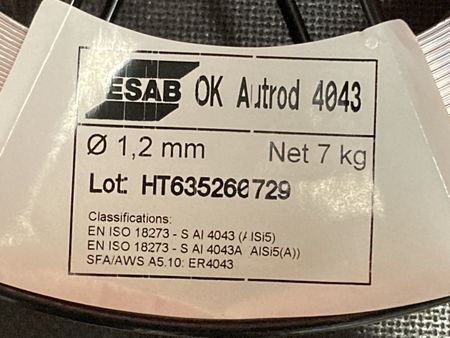 ESAB OK Autrod 4043
Ø 1,2 mm Net 7 kg
Lot: HT635260729
Classifications:
EN ISO 18273 - S Al 4043 (AlSi5)
EN ISO 18273 - S Al 4043A (AlSi5(A))
SFA/AWS A5.10: ER4043